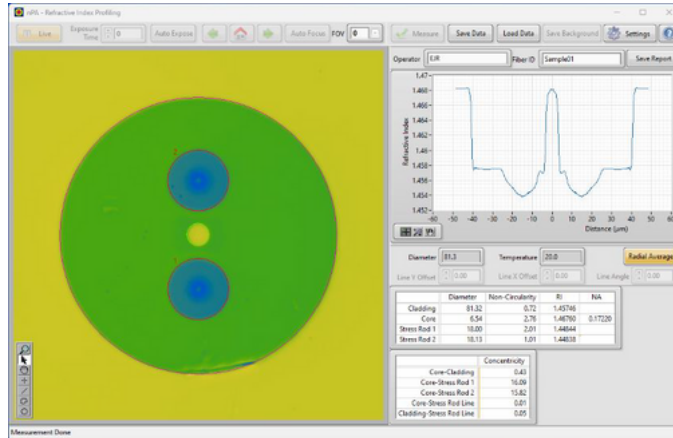 nPA - Refractive Index Profiling
Live Exposure Time 0 Auto Expose Auto Focus FOV 0 Measure Save Data Load Data Save Background Settings
Operator EJR Fiber ID Sample01 Save Report
1.47
1.468
1.466
1.464
1.462
1.46
1.458
1.456
1.454
1.452
Refractive Index
-60 -50 -40 -30 -20 -10 0 10 20 30 40 50 60
Distance (µm)
2
1
Diameter 81.3 Temperature 20.0 Radial Average
Line Y Offset 0.00 Line X Offset 0.00 Line Angle 0.00
Diameter Non-Circularity RI NA
Cladding 81.32 0.72 1.45746
Core 6.54 2.76 1.46760 0.17220
Stress Rod 1 18.00 2.01 1.44844
Stress Rod 2 18.13 1.01 1.44838
Concentricity
Core-Cladding 0.43
Core-Stress Rod 1 16.09
Core-Stress Rod 2 15.82
Core-Stress Rod Line 0.01
Cladding-Stress Rod Line 0.05
Measurement Done